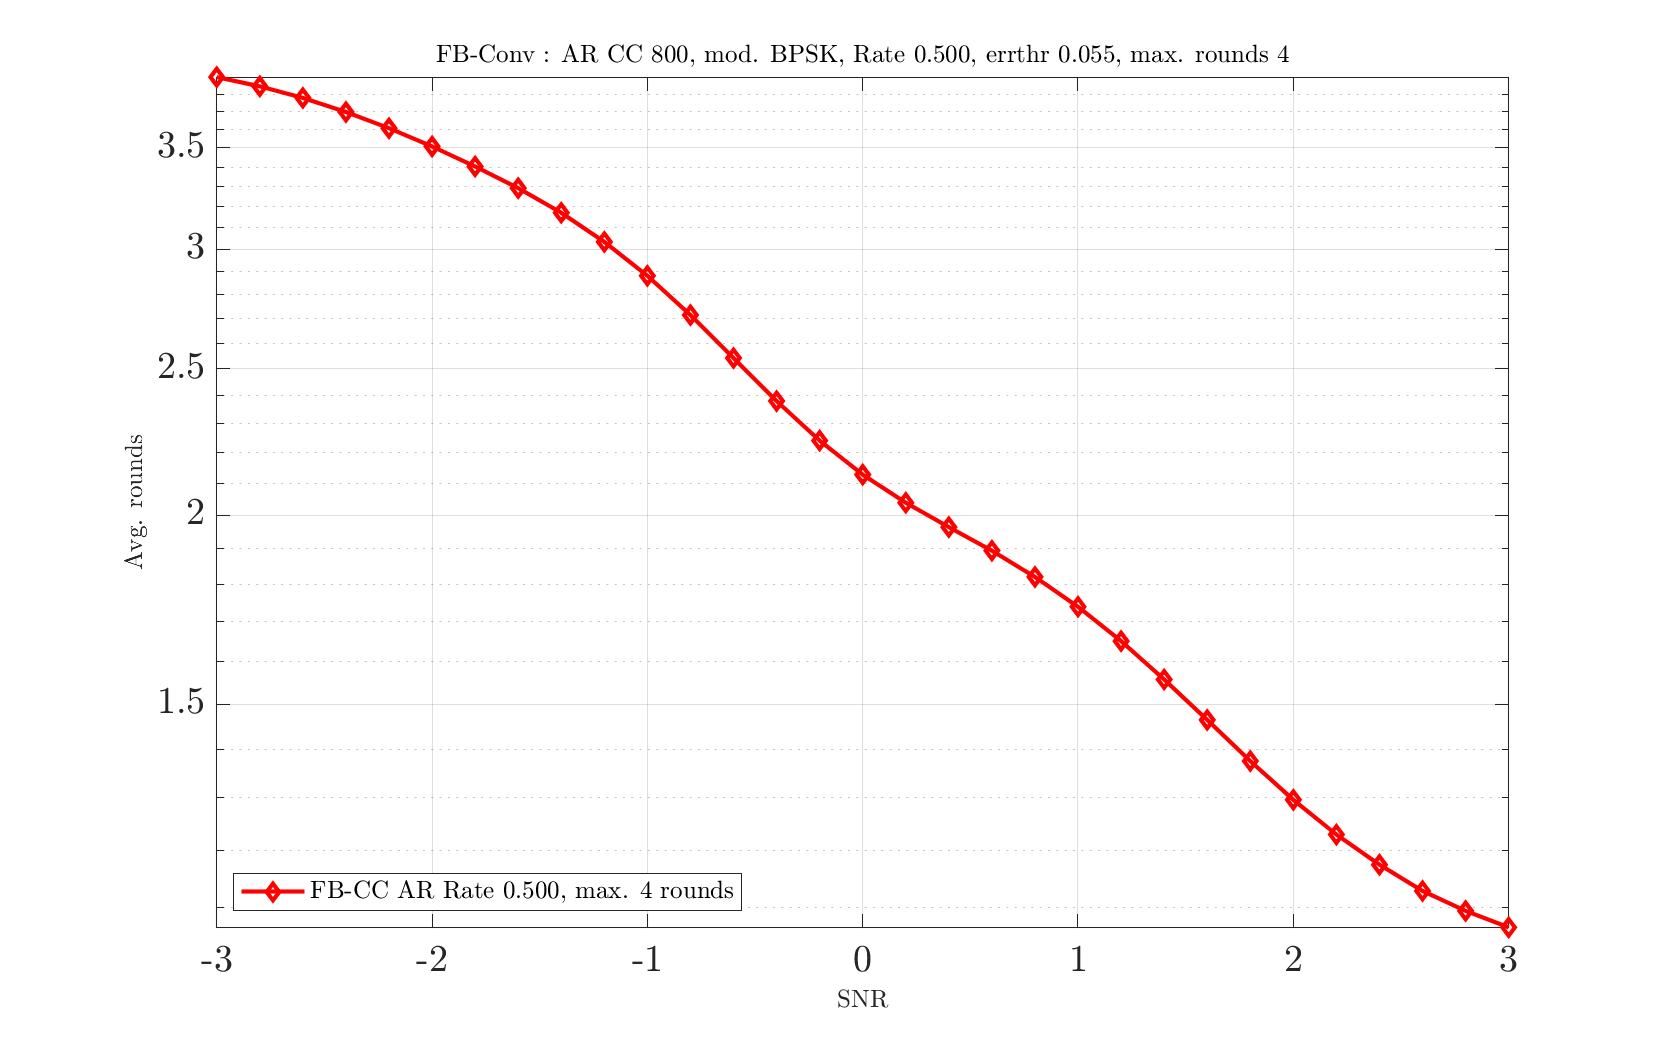 FB-Conv : AR CC 800, mod. BPSK, Rate 0.500, errthr 0.055, max. rounds 4
3.5
3
2.5
2
1.5
Avg. rounds
FB-CC AR Rate 0.500, max. 4 rounds
-3 -2 -1 0 1 2 3
SNR